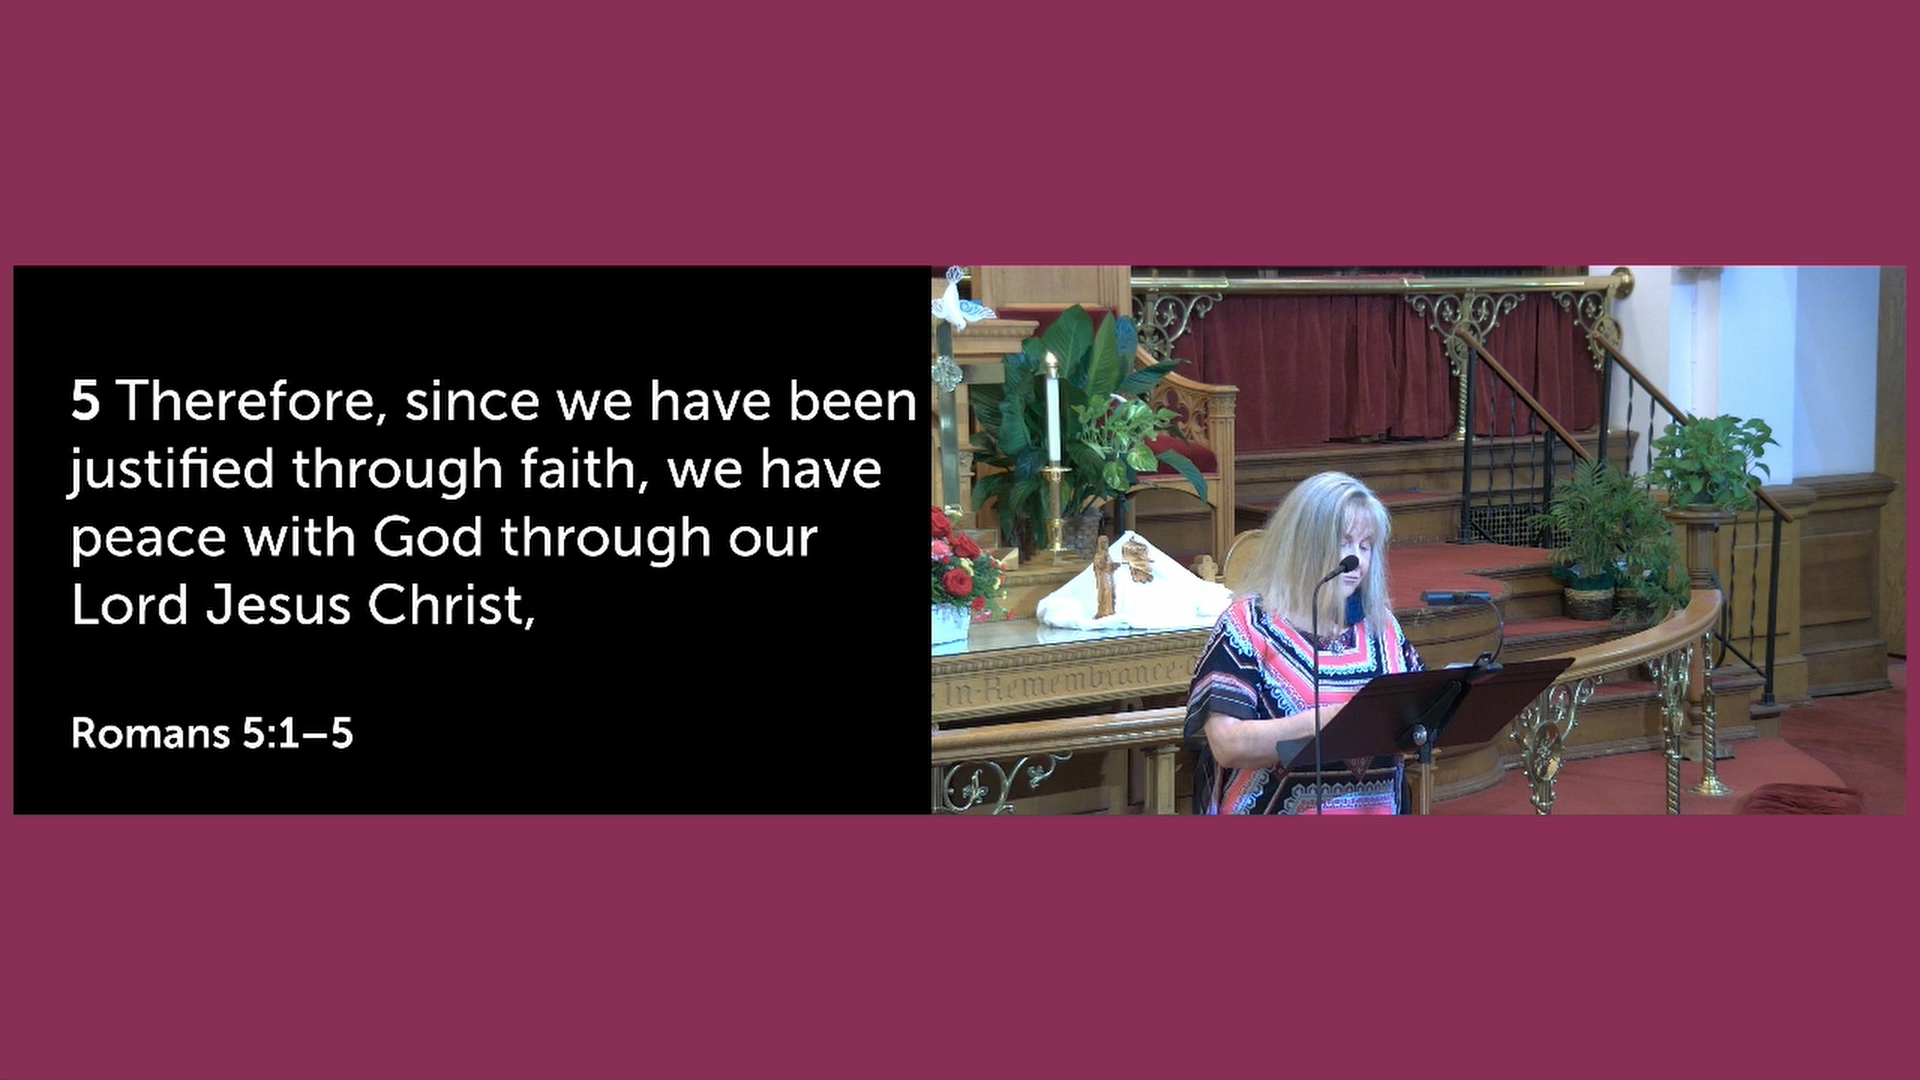 5 Therefore, since we have been
justified through faith, we have
peace with God through our
Lord Jesus Christ,
Romans 5:1–5
In Remembrance